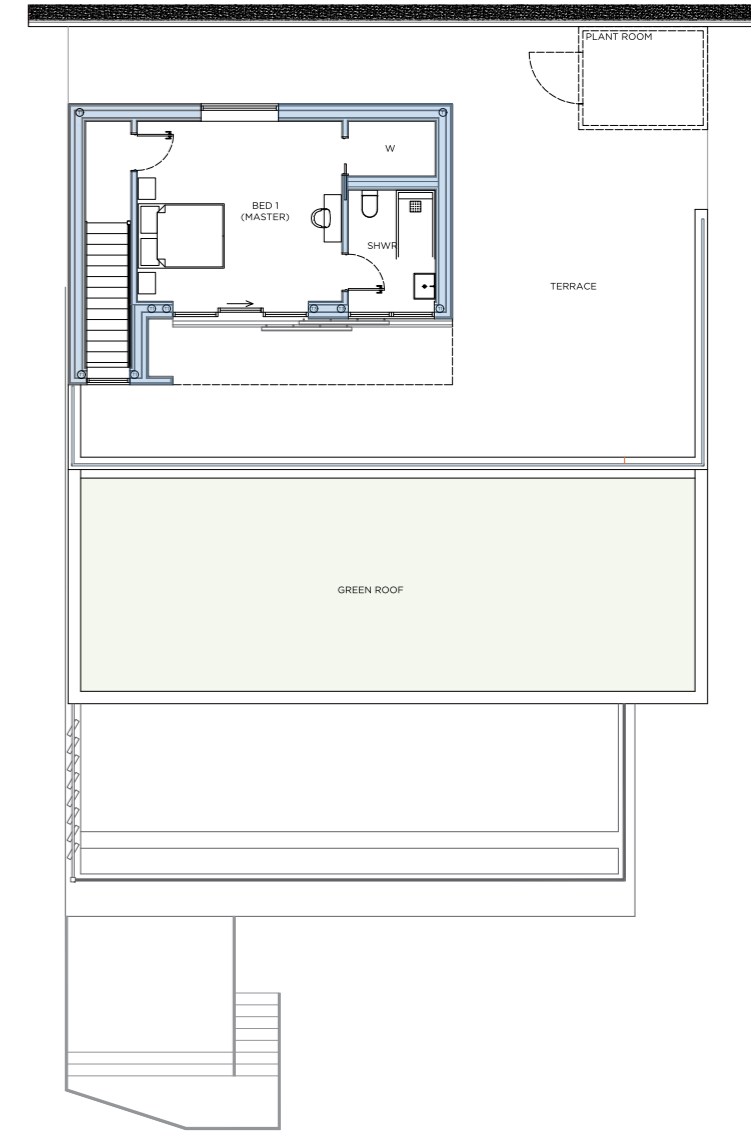 PLANT ROOM
W
BED 1
(MASTER)
SHWR
TERRACE
GREEN ROOF